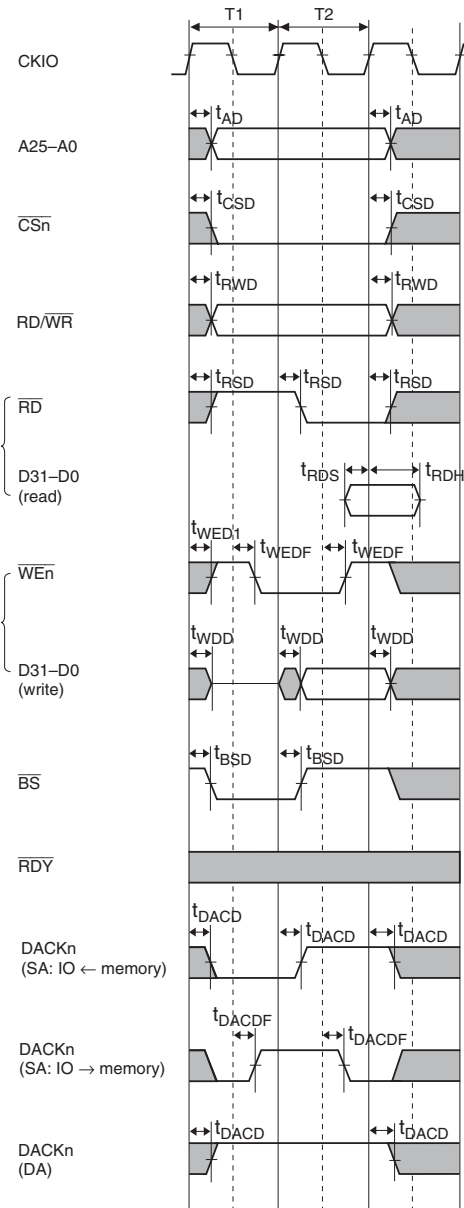 T1 T2
CKIO
tAD tAD
A25–A0
tCSD tCSD
CSn
tRWD tRWD
RD/WR
tRSD tRSD tRSD
RD
tRDS tRDH
D31–D0
(read)
tWED1 tWEDF tWEDF
WEn
tWDD tWDD tWDD
D31–D0
(write)
tBSD tBSD
BS
RDY
tDACD tDACD tDACD
DACKn
(SA: IO ← memory)
tDACDF tDACDF
DACKn
(SA: IO → memory)
tDACD tDACD
DACKn
(DA)